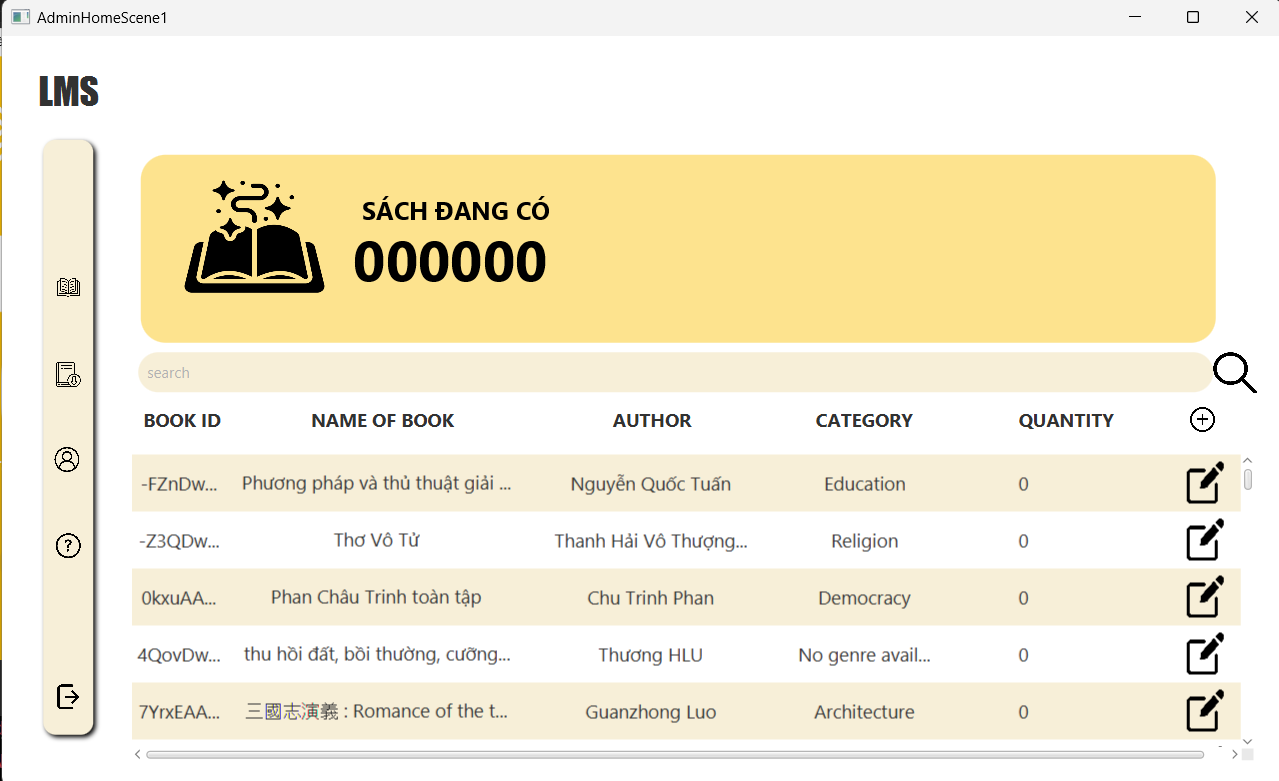 AdminHomeScene1
LMS
SÁCH ĐANG CÓ
000000
search
BOOK ID NAME OF BOOK AUTHOR CATEGORY QUANTITY
-FZnDw... Phương pháp và thủ thuật giải ... Nguyễn Quốc Tuấn Education 0
-Z3QDw... Thơ Vô Tử Thanh Hải Vô Thượng... Religion 0
0kxuAA... Phan Châu Trinh toàn tập Chu Trinh Phan Democracy 0
4QovDw... thu hồi đất, bồi thường, cưỡng... Thương HLU No genre avail... 0
7YrxEAA... 三國志演義 : Romance of the t... Guanzhong Luo Architecture 0